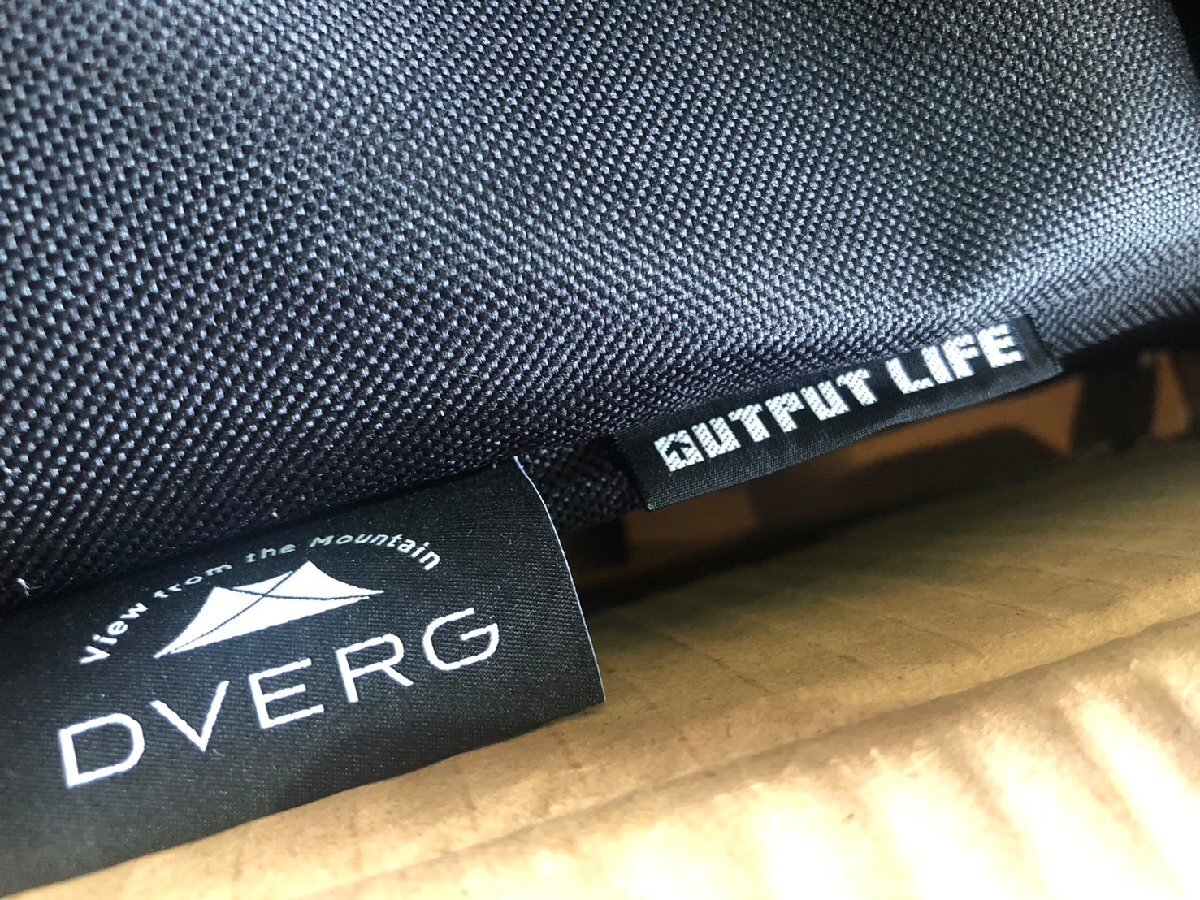 OUTPUT LIFE
View from the Mountain
DVERG